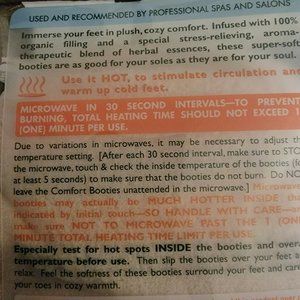 USED AND RECOMMENDED BY PROFESSIONAL SPAS AND SALONS
Immerse your feet in plush, cozy comfort. Infused with 100%
organic filling and a special stress-relieving, aroma-
therapeutic blend of herbal essences, these super-soft
booties are as good for your soles as they are for your soul.
Use it HOT, to stimulate circulation and
warm up cold feet.
MICROWAVE IN 30 SECOND INTERVALS—TO PREVENT
BURNING, TOTAL HEATING TIME SHOULD NOT EXCEED 1
(ONE) MINUTE PER USE.
Due to variations in microwaves, it may be necessary to adjust the
temperature setting. [After each 30 second interval, make sure to STOP
the microwave, touch & check the inside temperature of the booties (for
at least 5 seconds) to make sure that the booties do not burn. Do NOT
leave the Comfort Booties unattended in the microwave.] Microwaved
booties may actually be MUCH HOTTER INSIDE than
indicated by initial touch—SO HANDLE WITH CARE—
make sure NOT TO MICROWAVE PAST THE 1 (ONE)
MINUTE TOTAL HEATING TIME LIMIT PER USE.
Especially test for hot spots INSIDE the booties and overall
temperature before use. Then slip the booties over your feet and
relax. Feel the softness of these booties surround your feet and caress
your toes in cozy warmth.